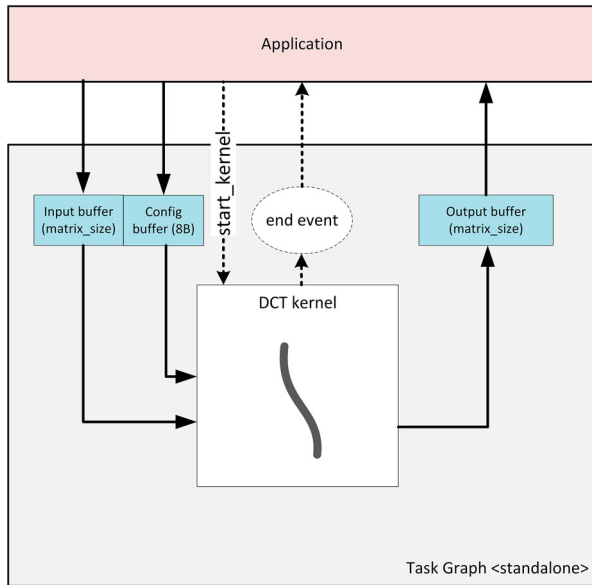 Application
start_kernel
Input buffer
(matrix_size)
Config
buffer (8B)
end event
Output buffer
(matrix_size)
DCT kernel
Task Graph <standalone>